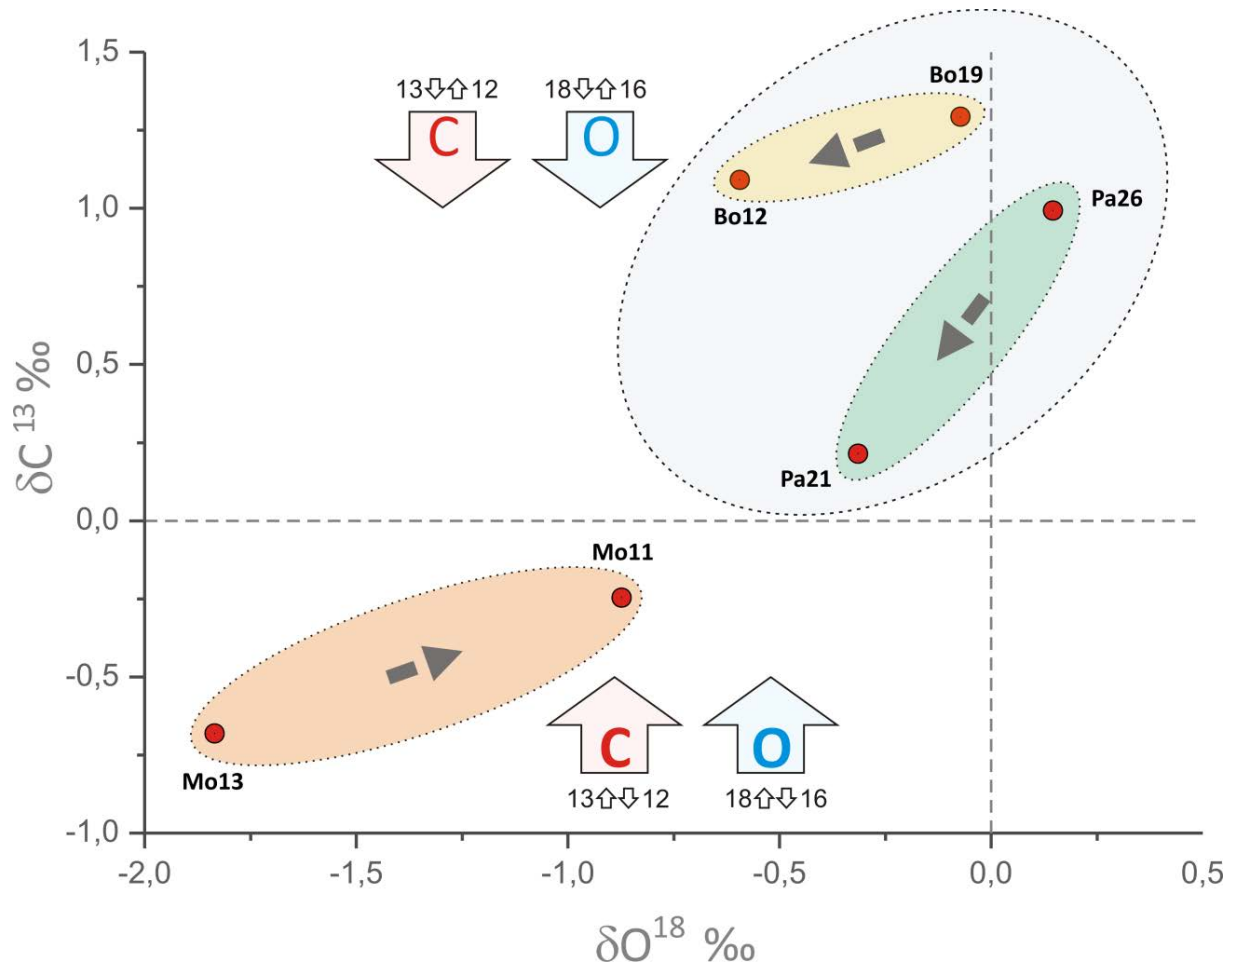 1,5
Bo19
13⇩⇧12 18⇩⇧16
C O
Pa26
1,0
Bo12
0,5
δC¹³ ‰
Pa21
0,0
Mo11
-0,5
C O
Mo13
13⇧⇩12 18⇧⇩16
-1,0
-2,0 -1,5 -1,0 -0,5 0,0 0,5
δO¹⁸ ‰